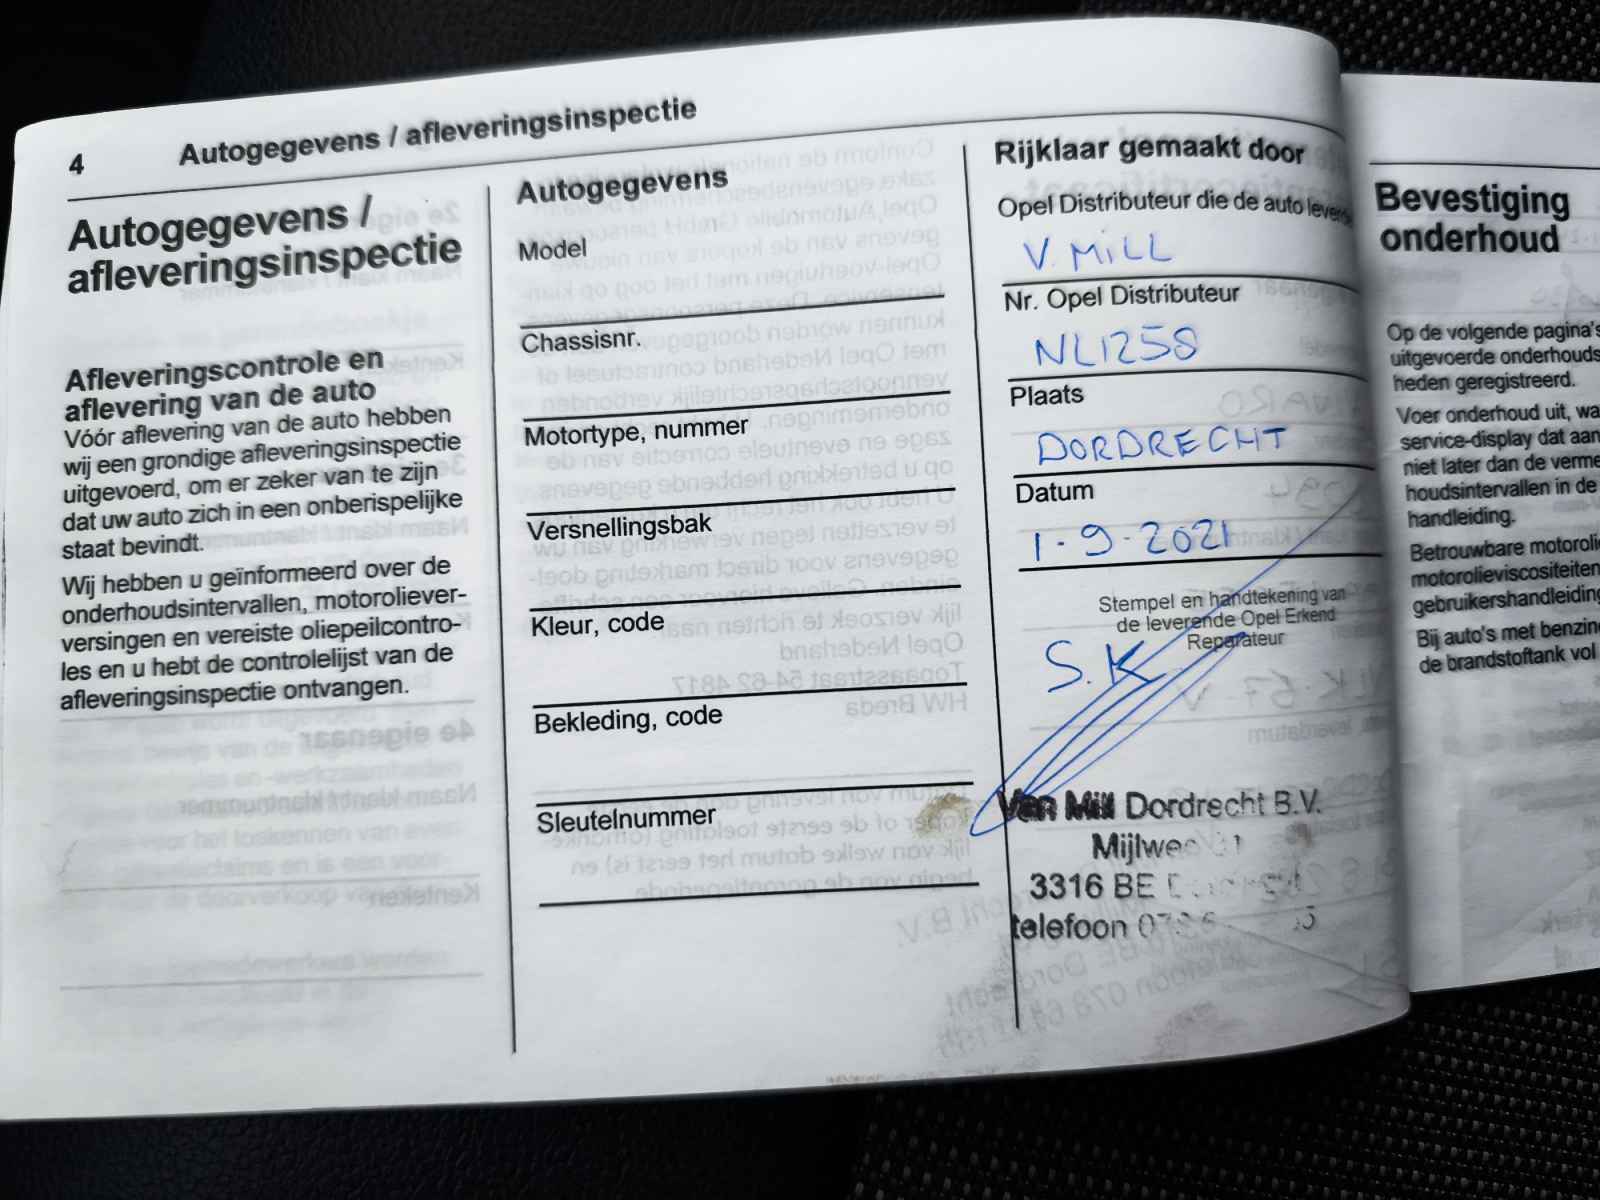 4
Autogegevens / afleveringsinspectie
Autogegevens /
afleveringsinspectie
Afleveringscontrole en
aflevering van de auto
Vóór aflevering van de auto hebben
wij een grondige afleveringsinspectie
uitgevoerd, om er zeker van te zijn
dat uw auto zich in een onberispelijke
staat bevindt.
Wij hebben u geïnformeerd over de
onderhoudsintervallen, motoroliever-
versingen en vereiste oliepeilcontro-
les en u hebt de controlelijst van de
afleveringsinspectie ontvangen.
Autogegevens
Model
Chassisnr.
Motortype, nummer
Versnellingsbak
Kleur, code
Bekleding, code
Sleutelnummer
Rijklaar gemaakt door
Opel Distributeur die de auto
V. MILL
Nr. Opel Distributeur
NL1258
Plaats
DORDRECHT
Datum
1-9-2021
Stempel en handtekening van
de leverende Opel Erkend
Reparateur
S.K
Van Mill Dordrecht B.V.
3316 BE
telefoon
Bevestiging
onderhoud
Op de volgende pagina's
uitgevoerde onderhouds
heden geregistreerd.
Voer onderhoud uit, wa
service-display dat aan
niet later dan de verme
houdsintervallen in de
handleiding.
Betrouwbare motorolie
motorolieviscositeiten
gebruikershandleiding
Bij auto's met benzine
de brandstoftank vol